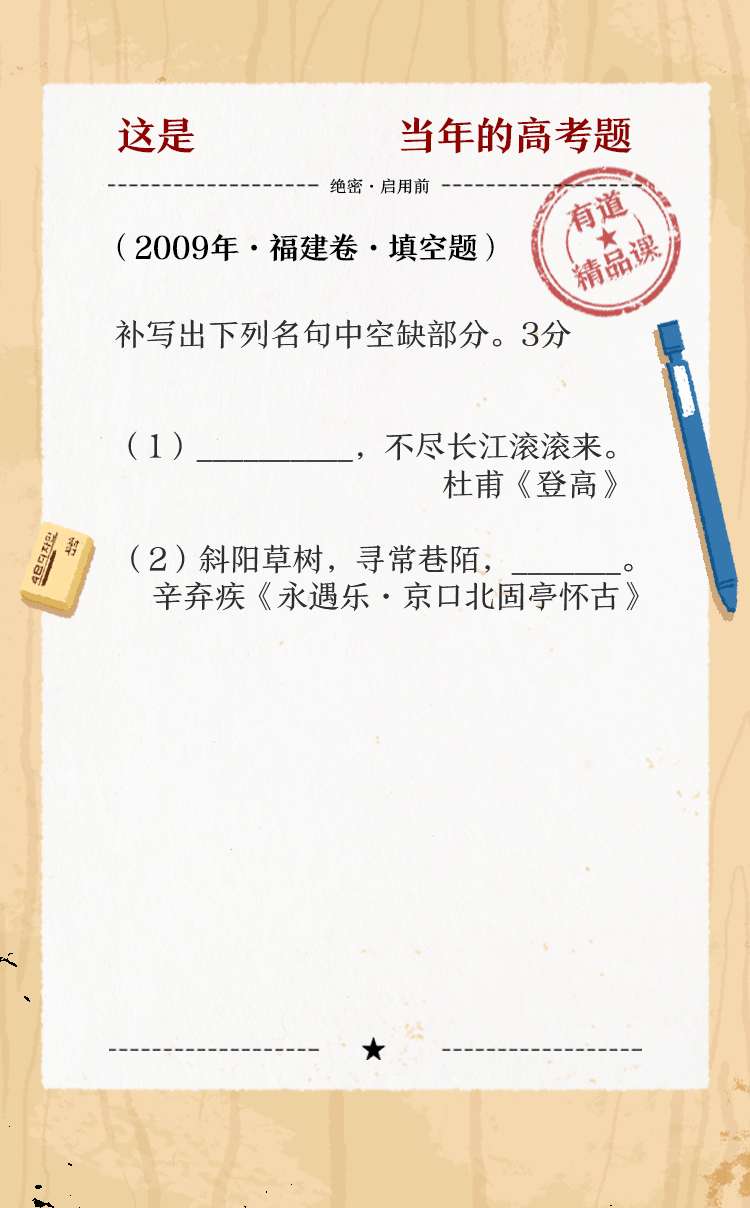 这是 当年的高考题
绝密·启用前
有道
精品课
(2009年·福建卷·填空题)
补写出下列名句中空缺部分。3分
(1)__________,不尽长江滚滚来。
杜甫《登高》
(2)斜阳草树,寻常巷陌,_______。
辛弃疾《永遇乐·京口北固亭怀古》